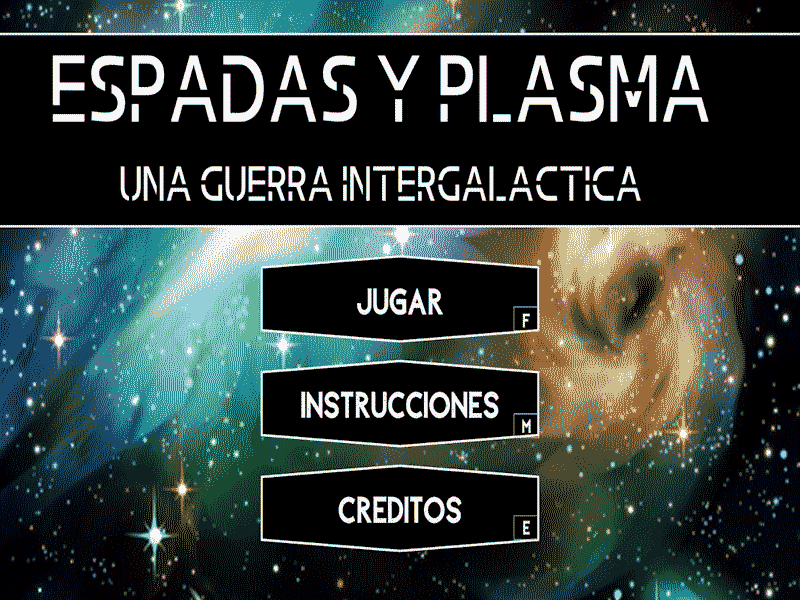 ESPADAS Y PLASMA
UNA GUERRA INTERGALACTICA
JUGAR
F
INSTRUCCIONES
M
CREDITOS
E